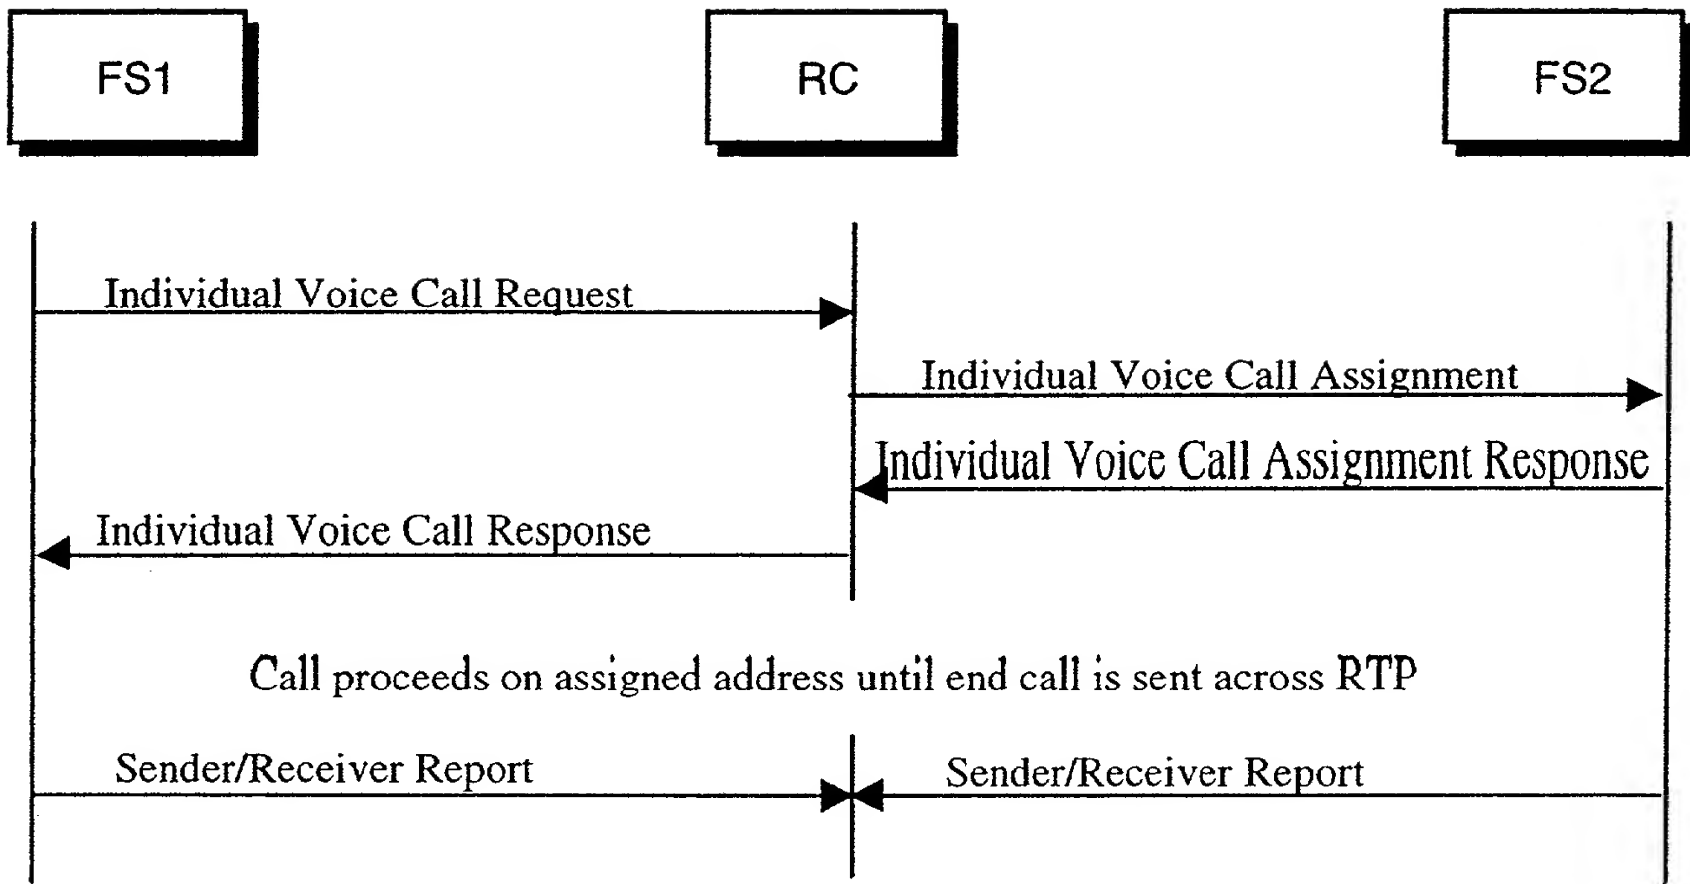 FS1
RC
FS2
Individual Voice Call Request
Individual Voice Call Assignment
Individual Voice Call Assignment Response
Individual Voice Call Response
Call proceeds on assigned address until end call is sent across RTP
Sender/Receiver Report
Sender/Receiver Report